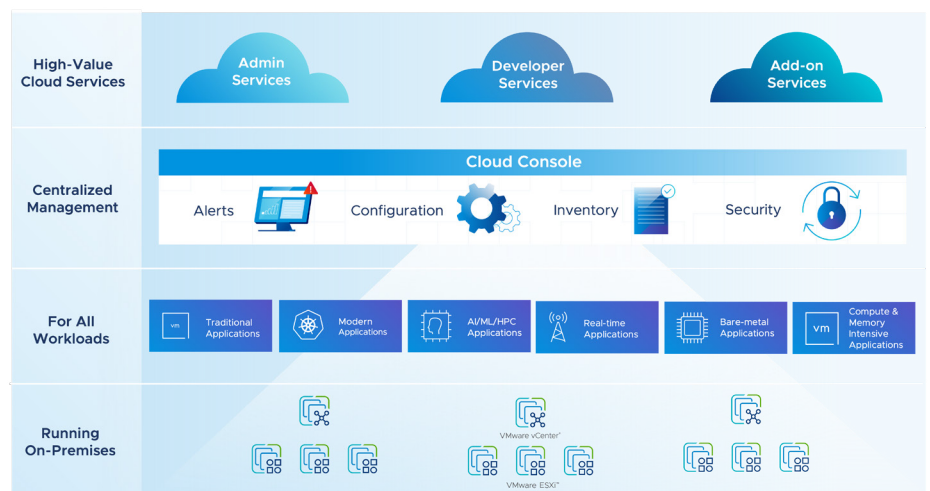 High-Value
Cloud Services
Admin
Services
Developer
Services
Add-on
Services
Centralized
Management
Cloud Console
Alerts
Configuration
Inventory
Security
For All
Workloads
vm
Traditional
Applications
Modern
Applications
AI/ML/HPC
Applications
Real-time
Applications
Bare-metal
Applications
vm
Compute &
Memory
Intensive
Applications
Running
On-Premises
VMware vCenter®
VMware ESXi™